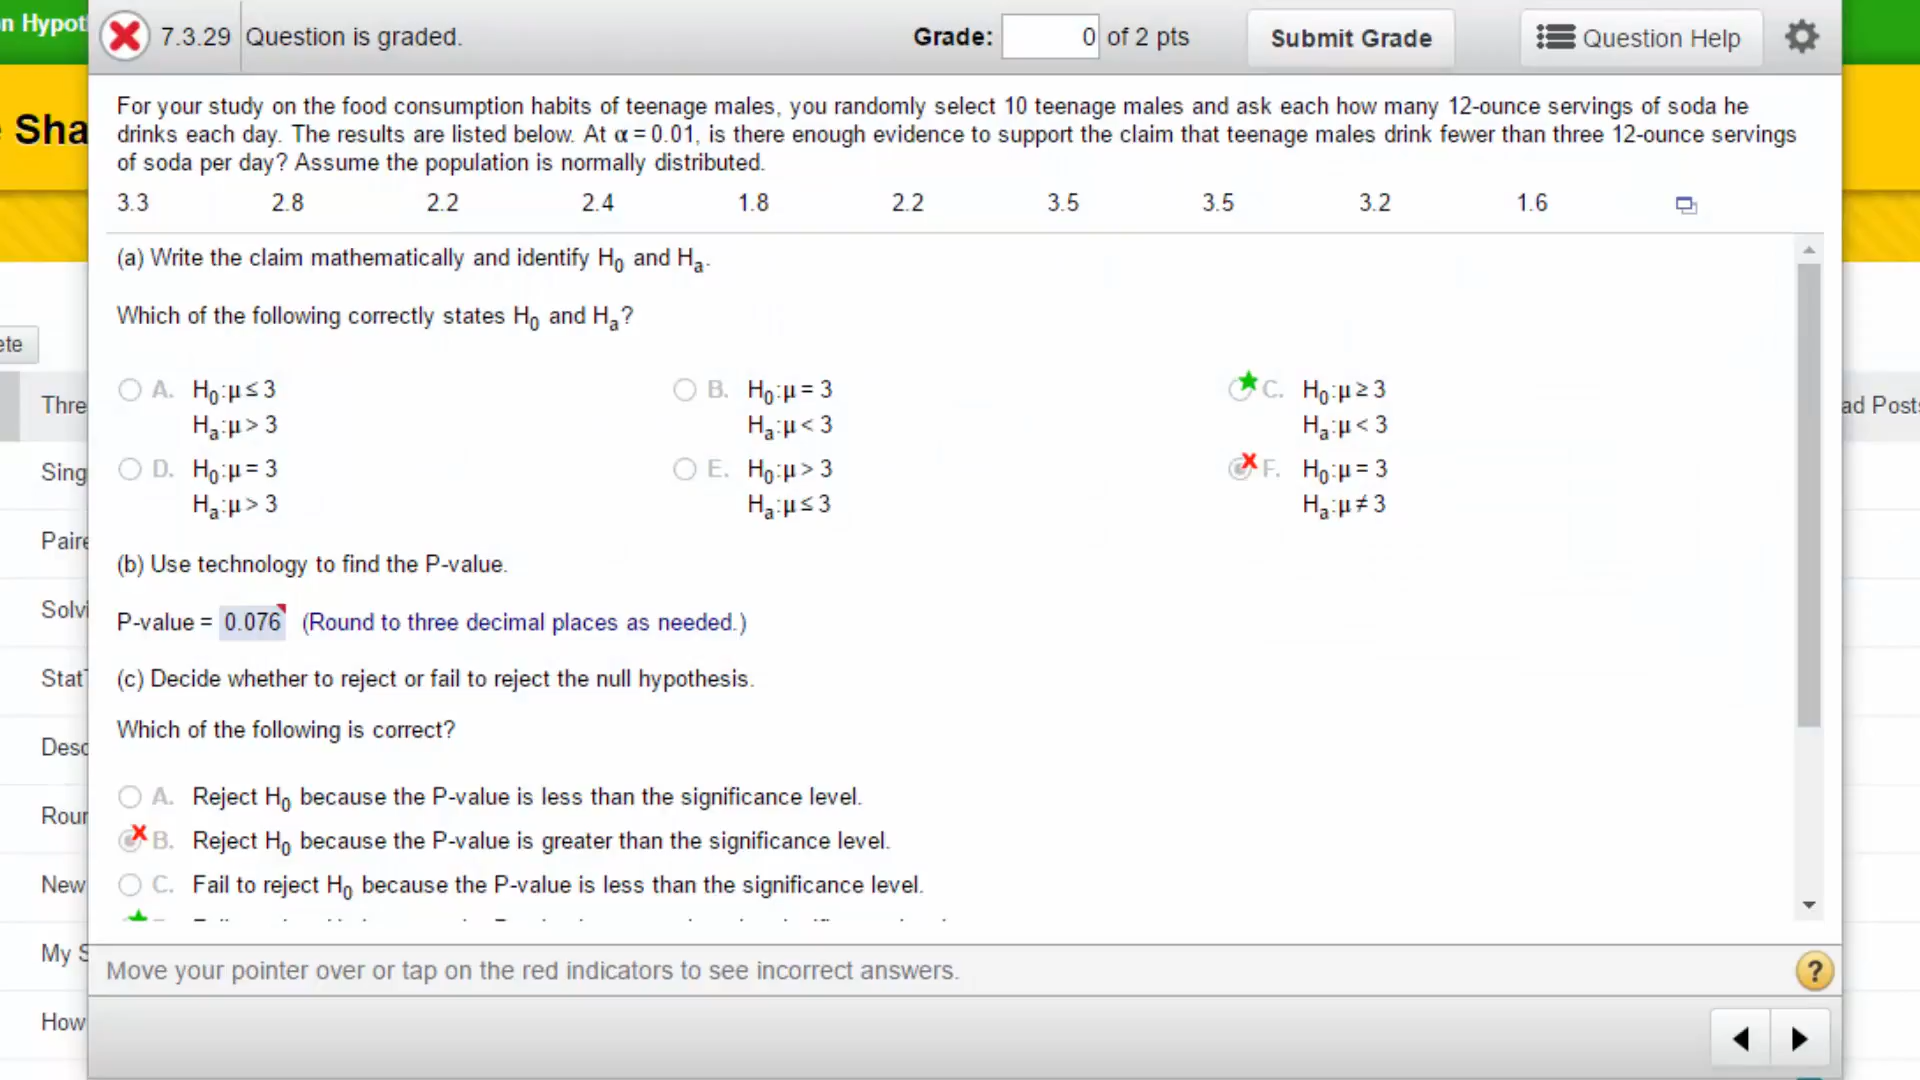 n Hypot
7.3.29 Question is graded.
Grade: 0 of 2 pts
Submit Grade
Question Help
Sha
For your study on the food consumption habits of teenage males, you randomly select 10 teenage males and ask each how many 12-ounce servings of soda he
drinks each day. The results are listed below. At α = 0.01, is there enough evidence to support the claim that teenage males drink fewer than three 12-ounce servings
of soda per day? Assume the population is normally distributed.
3.3 2.8 2.2 2.4 1.8 2.2 3.5 3.5 3.2 1.6
(a) Write the claim mathematically and identify H0 and Ha.
Which of the following correctly states H0 and Ha?
A. H0:μ ≤ 3
Ha:μ > 3
B. H0:μ = 3
Ha:μ < 3
C. H0:μ ≥ 3
Ha:μ < 3
D. H0:μ = 3
Ha:μ > 3
E. H0:μ > 3
Ha:μ ≤ 3
F. H0:μ = 3
Ha:μ ≠ 3
(b) Use technology to find the P-value.
P-value = 0.076 (Round to three decimal places as needed.)
(c) Decide whether to reject or fail to reject the null hypothesis.
Which of the following is correct?
A. Reject H0 because the P-value is less than the significance level.
B. Reject H0 because the P-value is greater than the significance level.
C. Fail to reject H0 because the P-value is less than the significance level.
Move your pointer over or tap on the red indicators to see incorrect answers.
?
ete
Thre
ad Posts
Sing
Paire
Solvi
StatT
Desc
Rour
New
My S
How